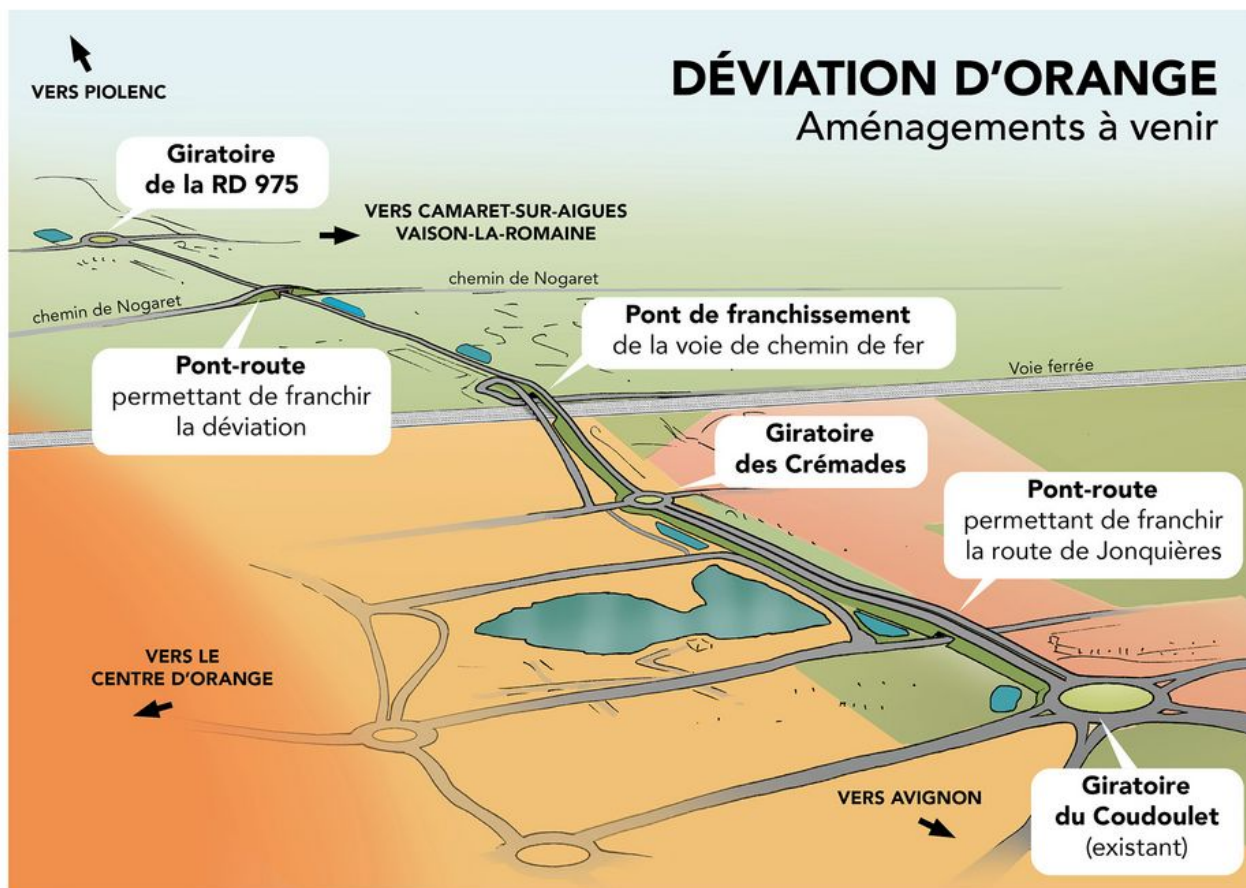 DÉVIATION D'ORANGE
Aménagements à venir
VERS PIOLENC
Giratoire
de la RD 975
VERS CAMARET-SUR-AIGUES
VAISON-LA-ROMAINE
chemin de Nogaret
chemin de Nogaret
Pont de franchissement
de la voie de chemin de fer
Pont-route
permettant de franchir
la déviation
Voie ferrée
Giratoire
des Crémades
Pont-route
permettant de franchir
la route de Jonquières
VERS LE
CENTRE D'ORANGE
VERS AVIGNON
Giratoire
du Coudoulet
(existant)